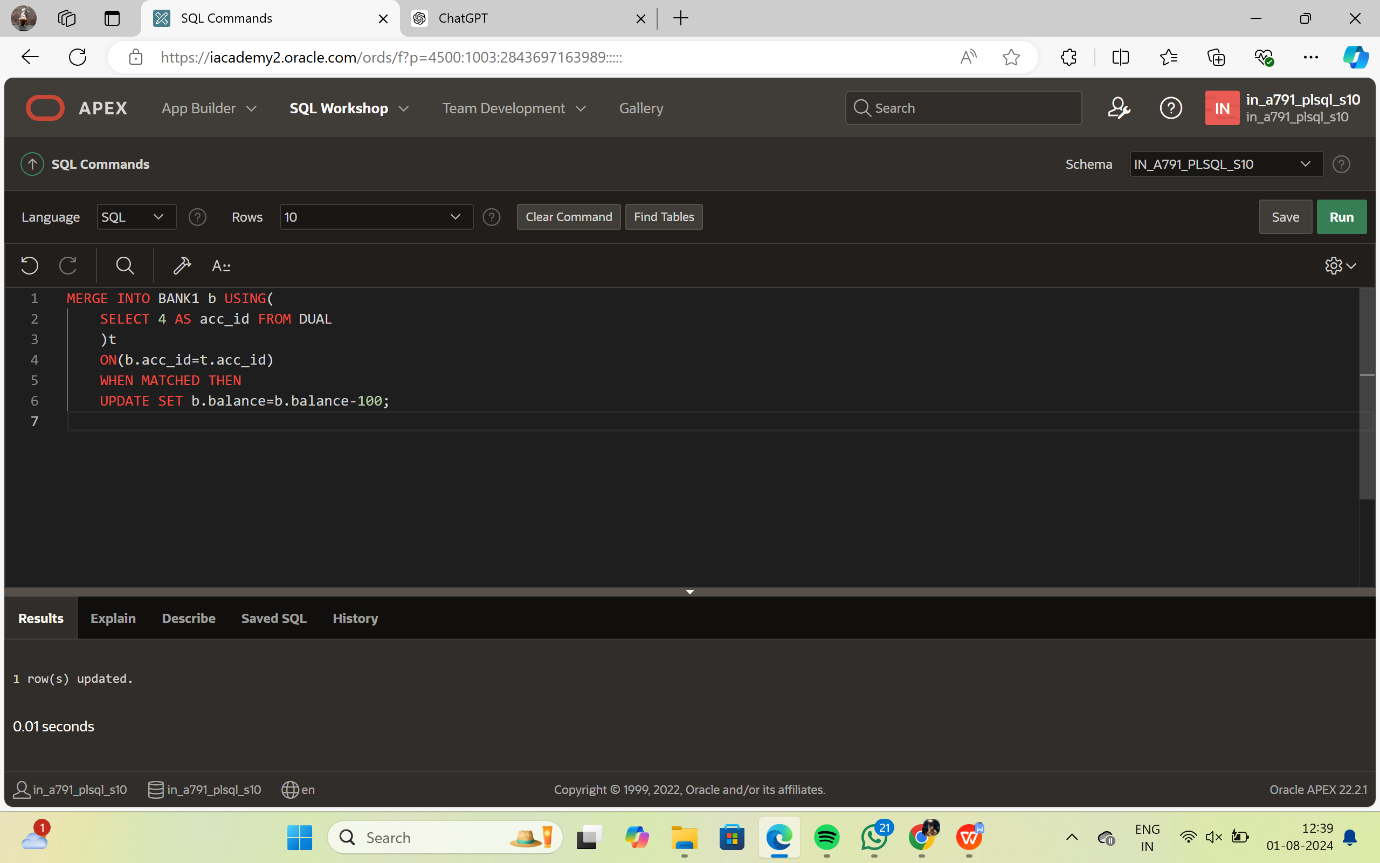 SQL Commands
ChatGPT
https://iacademy2.oracle.com/ords/f?p=4500:1003:2843697163989:::::
APEX App Builder SQL Workshop Team Development Gallery
Search
IN
in_a791_plsql_s10
in_a791_plsql_s10
SQL Commands
Schema IN_A791_PLSQL_S10
Language SQL Rows 10 Clear Command Find Tables Save Run
A::
1 MERGE INTO BANK1 b USING(
2 SELECT 4 AS acc_id FROM DUAL
3 )t
4 ON(b.acc_id=t.acc_id)
5 WHEN MATCHED THEN
6 UPDATE SET b.balance=b.balance-100;
7
Results Explain Describe Saved SQL History
1 row(s) updated.
0.01 seconds
in_a791_plsql_s10 in_a791_plsql_s10 en
Copyright © 1999, 2022, Oracle and/or its affiliates.
Oracle APEX 22.2.1
1
Search
21
ENG
IN
12:39
01-08-2024